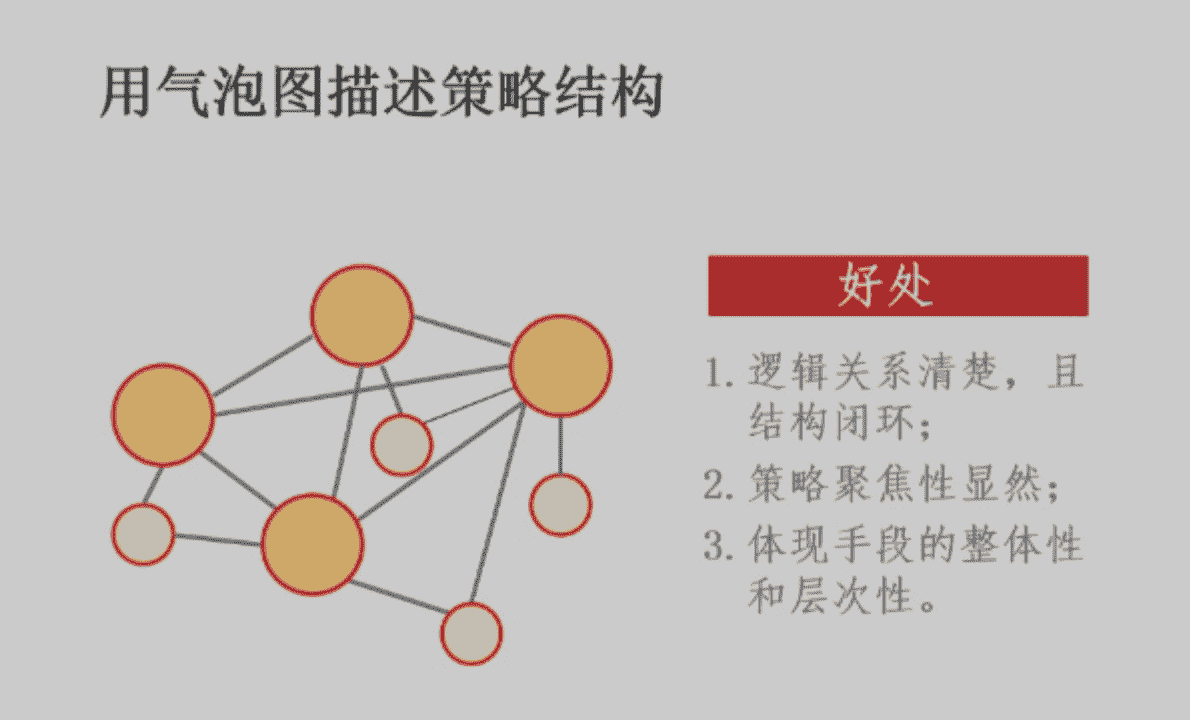 用气泡图描述策略结构
好处
1. 逻辑关系清楚，且
结构闭环；
2. 策略聚焦性显然；
3. 体现手段的整体性
和层次性。